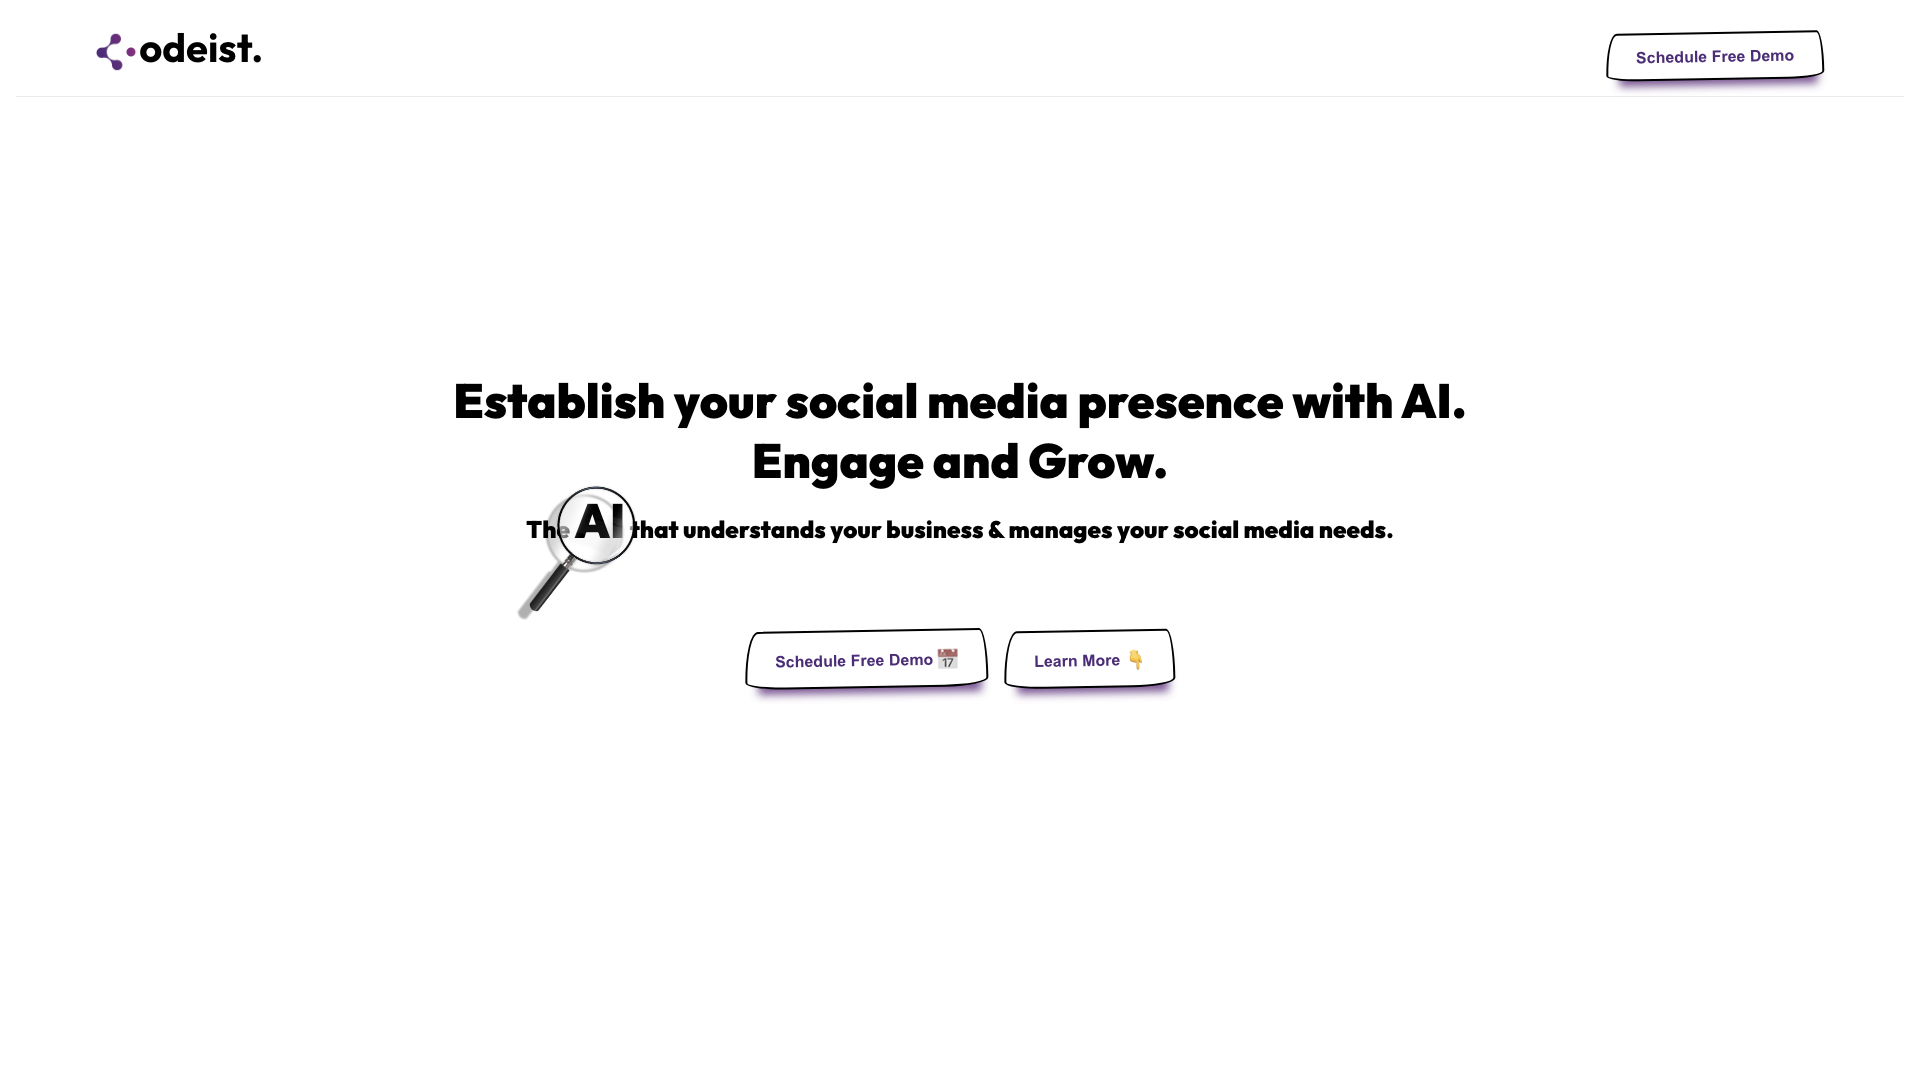 odeist.
Schedule Free Demo
Establish your social media presence with AI.
Engage and Grow.
The AI that understands your business & manages your social media needs.
Schedule Free Demo 📅
Learn More 👇